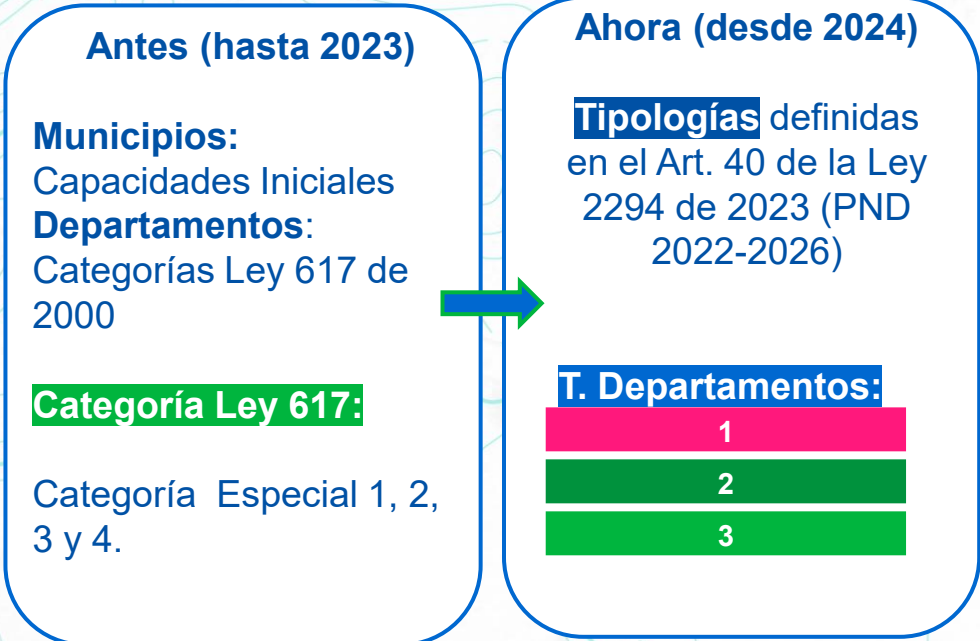 Antes (hasta 2023)
Municipios:
Capacidades Iniciales
Departamentos:
Categorías Ley 617 de
2000
Categoría Ley 617:
Categoría Especial 1, 2,
3 y 4.
Ahora (desde 2024)
Tipologías definidas
en el Art. 40 de la Ley
2294 de 2023 (PND
2022-2026)
T. Departamentos:
1
2
3